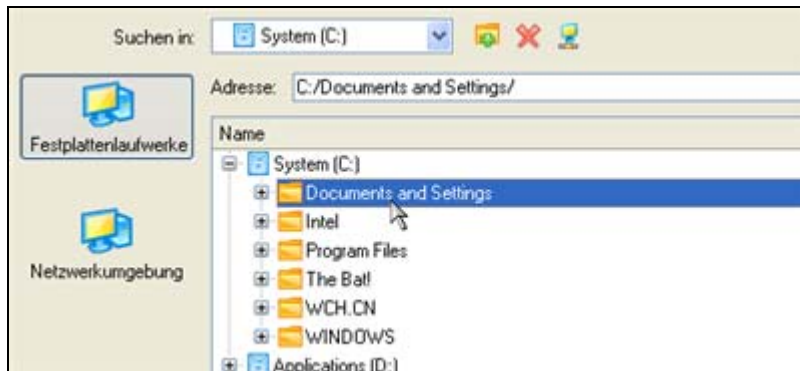 Suchen in: System (C:)
Adresse: C:/Documents and Settings/
Festplattenlaufwerke
Netzwerkumgebung
Name
System (C:)
Documents and Settings
Intel
Program Files
The Bat!
WCH.CN
WINDOWS
Applications (D:)